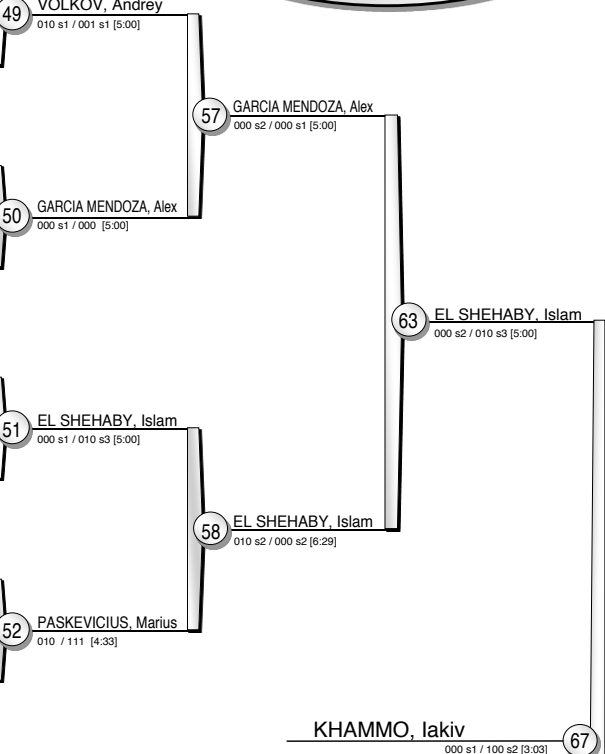 VOLKOV, Andrey
49
010 s1 / 001 s1 [5:00]
GARCIA MENDOZA, Alex
57
000 s2 / 000 s1 [5:00]
GARCIA MENDOZA, Alex
50
000 s1 / 000 [5:00]
EL SHEHABY, Islam
63
000 s2 / 010 s3 [5:00]
EL SHEHABY, Islam
51
000 s1 / 010 s3 [5:00]
EL SHEHABY, Islam
58
010 s2 / 000 s2 [6:29]
PASKEVICIUS, Marius
52
010 / 111 [4:33]
KHAMMO, Iakiv
67
000 s1 / 100 s2 [3:03]